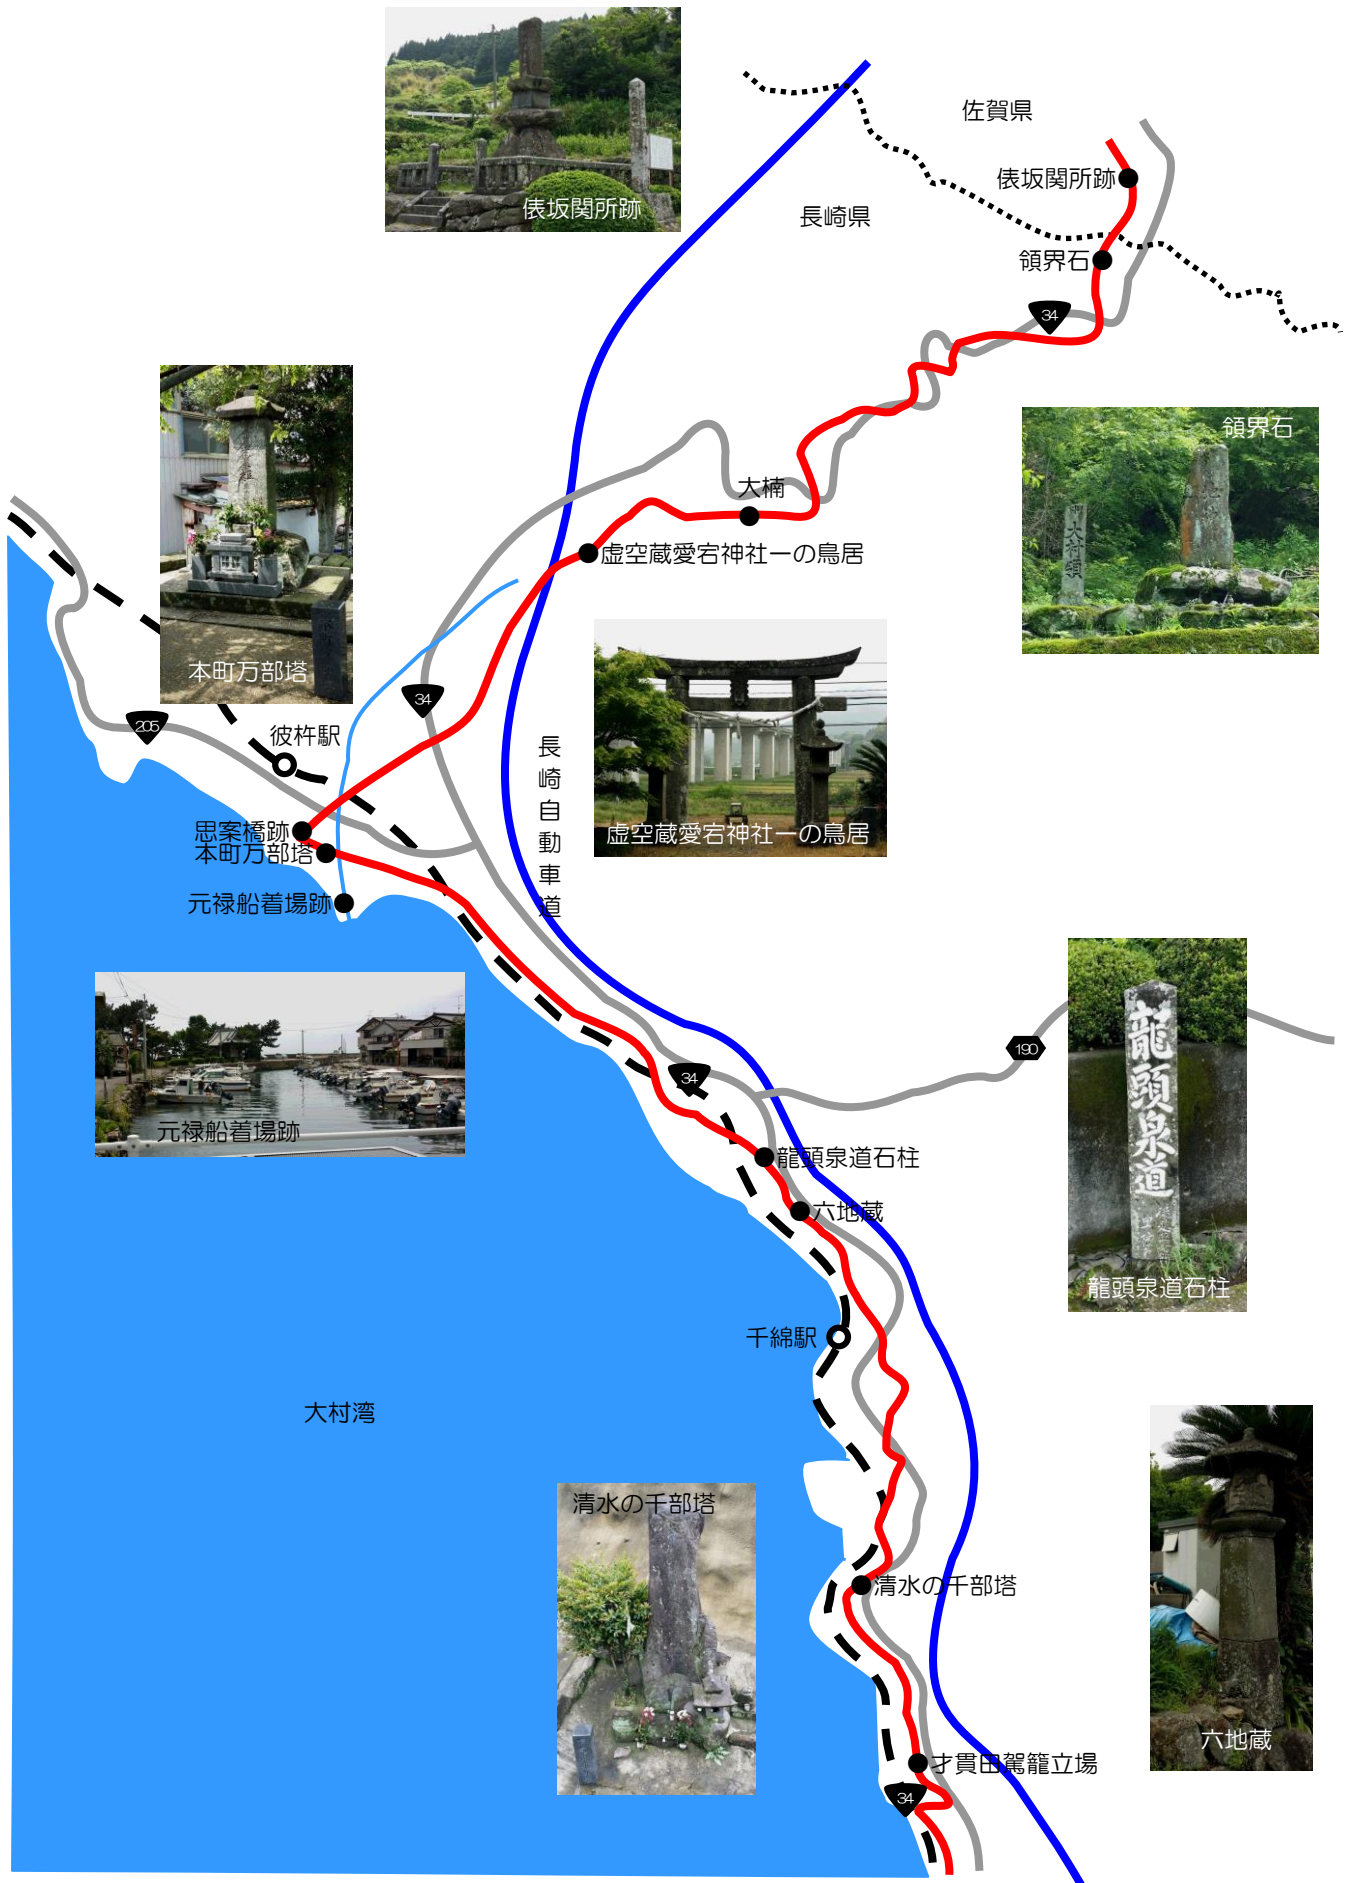 佐賀県
俵坂関所跡
俵坂関所跡
長崎県
領界石
34
領界石
大村領
大楠
虚空蔵愛宕神社一の鳥居
本町万部塔
34
205
彼杵駅
長崎自動車道
虚空蔵愛宕神社一の鳥居
思案橋跡
本町万部塔
元禄船着場跡
龍頭泉道
190
34
元禄船着場跡
龍頭泉道石柱
六地蔵
龍頭泉道石柱
千綿駅
大村湾
清水の千部塔
清水の千部塔
六地蔵
才貫田駕籠立場
34